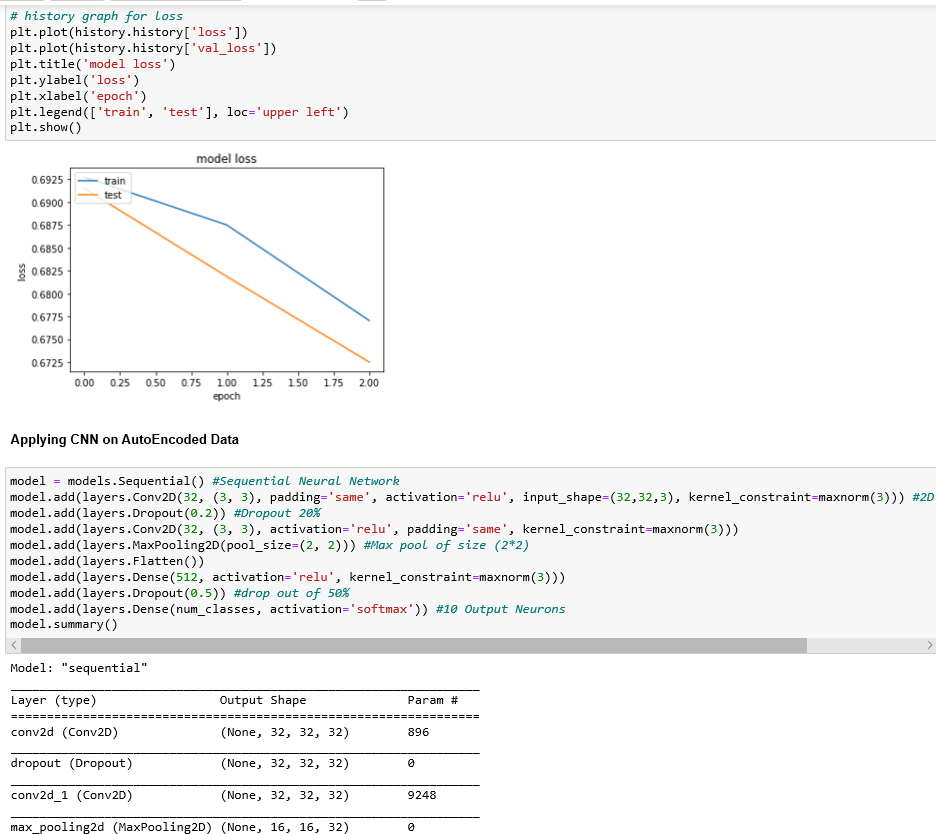 # history graph for loss
plt.plot(history.history['loss'])
plt.plot(history.history['val_loss'])
plt.title('model loss')
plt.ylabel('loss')
plt.xlabel('epoch')
plt.legend(['train', 'test'], loc='upper left')
plt.show()
model loss
train
test
0.6925
0.6900
0.6875
0.6850
0.6825
0.6800
0.6775
0.6750
0.6725
loss
0.00 0.25 0.50 0.75 1.00 1.25 1.50 1.75 2.00
epoch
Applying CNN on AutoEncoded Data
model = models.Sequential() #Sequential Neural Network
model.add(layers.Conv2D(32, (3, 3), padding='same', activation='relu', input_shape=(32,32,3), kernel_constraint=maxnorm(3))) #2D
model.add(layers.Dropout(0.2)) #Dropout 20%
model.add(layers.Conv2D(32, (3, 3), activation='relu', padding='same', kernel_constraint=maxnorm(3)))
model.add(layers.MaxPooling2D(pool_size=(2, 2))) #Max pool of size (2*2)
model.add(layers.Flatten())
model.add(layers.Dense(512, activation='relu', kernel_constraint=maxnorm(3)))
model.add(layers.Dropout(0.5)) #drop out of 50%
model.add(layers.Dense(num_classes, activation='softmax')) #10 Output Neurons
model.summary()
Model: "sequential"
Layer (type) Output Shape Param #
conv2d (Conv2D) (None, 32, 32, 32) 896
dropout (Dropout) (None, 32, 32, 32) 0
conv2d_1 (Conv2D) (None, 32, 32, 32) 9248
max_pooling2d (MaxPooling2D) (None, 16, 16, 32) 0